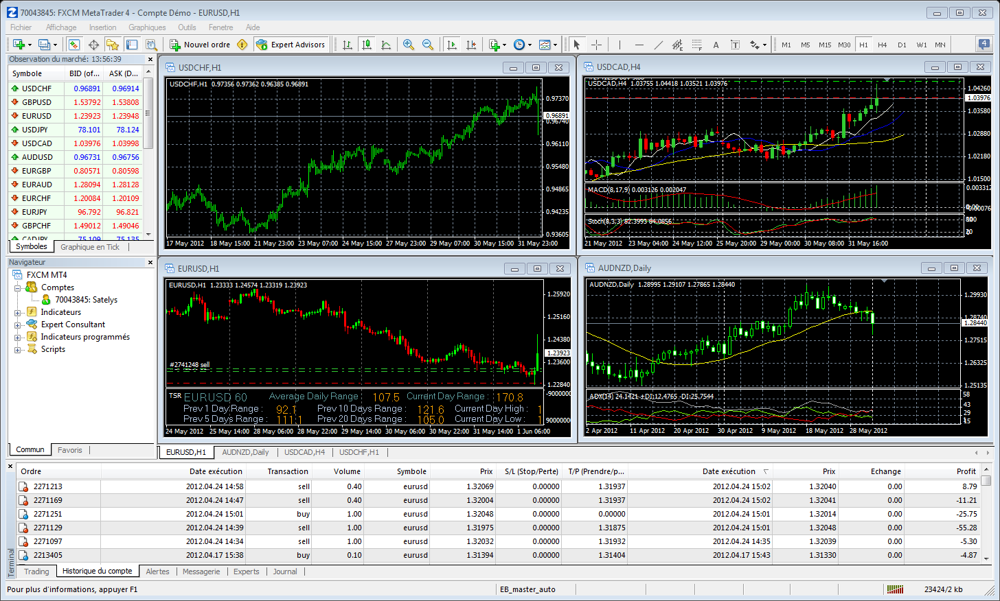 70043845: FXCM MetaTrader 4 - Compte Démo - EURUSD,H1
Fichier Affichage Insertion Graphiques Outils Fenetre Aide
Nouvel ordre Expert Advisors A T M1 M5 M15 M30 H1 H4 D1 W1 MN 4
Observation du marché: 13:56:39
Symbole BID (of... ASK (D...
USDCHF 0.96891 0.96914
GBPUSD 1.53792 1.53808
EURUSD 1.23923 1.23948
USDJPY 78.101 78.124
USDCAD 1.03976 1.03998
AUDUSD 0.96731 0.96756
EURGBP 0.80571 0.80598
EURAUD 1.28094 1.28128
EURCHF 1.20084 1.20109
EURJPY 96.792 96.821
GBPCHF 1.49012 1.49046
CADJPY 75.109 75.135
Symboles Graphique en Tick
Navigateur
FXCM MT4
Comptes
70043845: Satelys
Indicateurs
Expert Consultant
Indicateurs programmés
Scripts
Commun Favoris
USDCHF,H1
USDCHF,H1 0.97356 0.97362 0.96385 0.96891
0.97370
0.96891
0.96740
0.96110
0.95480
0.94865
0.94235
0.93605
17 May 2012 18 May 15:00 21 May 23:00 23 May 07:00 24 May 15:00 27 May 23:00 29 May 07:00 30 May 15:00 31 May 23:00
USDCAD,H4
USDCAD,H4 1.03755 1.04418 1.03521 1.03976
1.04260
1.03976
1.03580
1.02880
1.02180
1.01500
MACD(8,17,9) 0.003126 0.002047
0.003312
Stoch(8,3,3) 82.3993 84.0856
20
21 May 2012 23 May 04:00 24 May 12:00 25 May 20:00 29 May 00:00 30 May 08:00 31 May 16:00
EURUSD,H1
EURUSD,H1 1.23333 1.24574 1.23319 1.23923
1.25920
1.25160
1.24380
1.23923
1.23600
1.22840
#2741248 sell
TSR EURUSD 60 Average Daily Range : 107.5 Current Day Range : 170.8
Prev 1 Day Range : 92.1 Prev 10 Days Range : 121.6 Current Day High : 1
Prev 5 Days Range : 111.1 Prev 20 Days Range : 105.0 Current Day Low : 1
-9000000
9000000
24 May 2012 25 May 14:00 28 May 06:00 28 May 22:00 29 May 14:00 30 May 06:00 30 May 22:00 31 May 14:00 1 Jun 06:00
AUDNZD,Daily
AUDNZD,Daily 1.28995 1.29107 1.27865 1.28440
1.29930
1.28740
1.28440
1.27515
1.26325
1.25135
ADX(14) 24.1421 +DI:12.4765 -DI:25.7544
58
43
29
15
2 Apr 2012 11 Apr 2012 20 Apr 2012 30 Apr 2012 9 May 2012 18 May 2012 28 May 2012
EURUSD,H1 AUDNZD,Daily USDCAD,H4 USDCHF,H1
Ordre Date exécution Transaction Volume Symbole Prix S/L (Stop/Perte) T/P (Prendre/p... Date exécution Prix Echange Profit
2271213 2012.04.24 14:58 sell 0.40 eurusd 1.32069 0.00000 1.31937 2012.04.24 15:02 1.32040 0.00 8.79
2271169 2012.04.24 14:47 sell 0.40 eurusd 1.32004 0.00000 1.31937 2012.04.24 15:02 1.32041 0.00 -11.21
2271251 2012.04.24 15:01 buy 1.00 eurusd 1.32048 0.00000 0.00000 2012.04.24 15:01 1.32014 0.00 -25.75
2271129 2012.04.24 14:39 sell 1.00 eurusd 1.31975 0.00000 1.31875 2012.04.24 15:01 1.32048 0.00 -55.28
2271097 2012.04.24 14:34 sell 1.00 eurusd 1.32032 0.00000 1.31932 2012.04.24 14:35 1.32039 0.00 -5.30
2213405 2012.04.17 15:38 buy 0.10 eurusd 1.31394 0.00000 1.31404 2012.04.17 15:43 1.31330 0.00 -4.87
Terminal
Trading Historique du compte Alertes Messagerie Experts Journal
Pour plus d'informations, appuyer F1 EB_master_auto 23424/2 kb